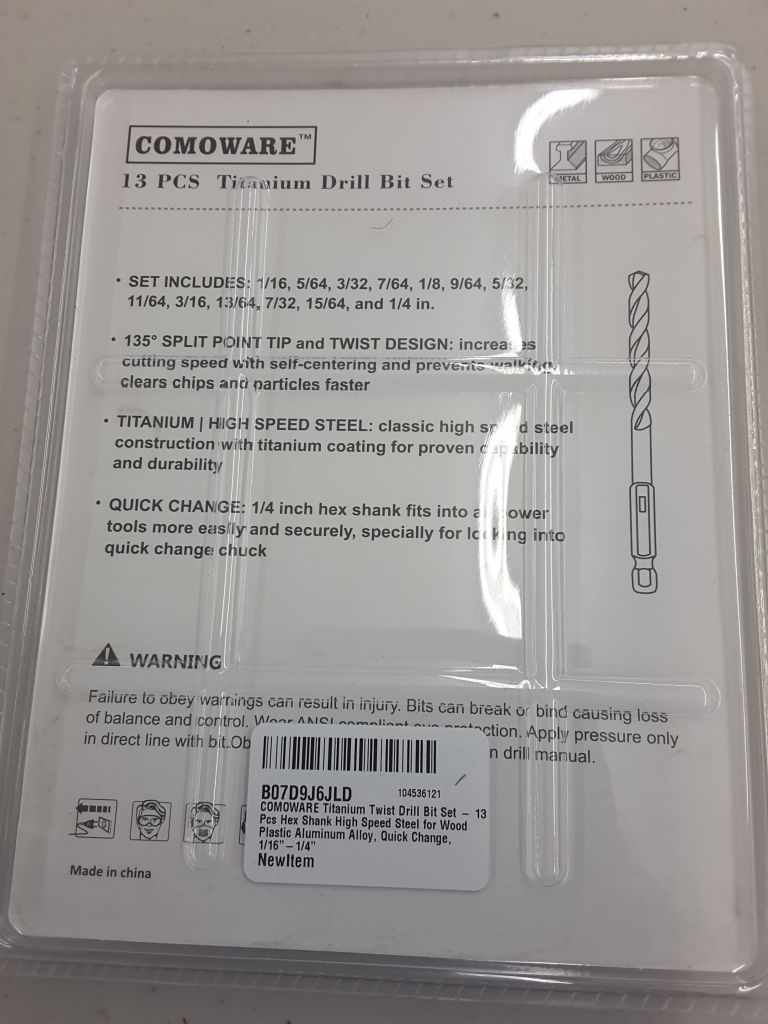 COMOWARE™
13 PCS Titanium Drill Bit Set
METAL WOOD PLASTIC
• SET INCLUDES: 1/16, 5/64, 3/32, 7/64, 1/8, 9/64, 5/32,
11/64, 3/16, 13/64, 7/32, 15/64, and 1/4 in.
• 135° SPLIT POINT TIP and TWIST DESIGN: increases
cutting speed with self-centering and prevents walking,
clears chips and particles faster
• TITANIUM | HIGH SPEED STEEL: classic high speed steel
construction with titanium coating for proven capability
and durability
• QUICK CHANGE: 1/4 inch hex shank fits into all power
tools more easily and securely, specially for locking into
quick change chuck
WARNING
Failure to obey warnings can result in injury. Bits can break or bind causing loss
of balance and control. Wear ANSI compliant eye protection. Apply pressure only
in direct line with bit.Ob n drill manual.
B07D9J6JLD 104536121
COMOWARE Titanium Twist Drill Bit Set – 13
Pcs Hex Shank High Speed Steel for Wood
Plastic Aluminum Alloy, Quick Change,
1/16" – 1/4"
NewItem
Made in china